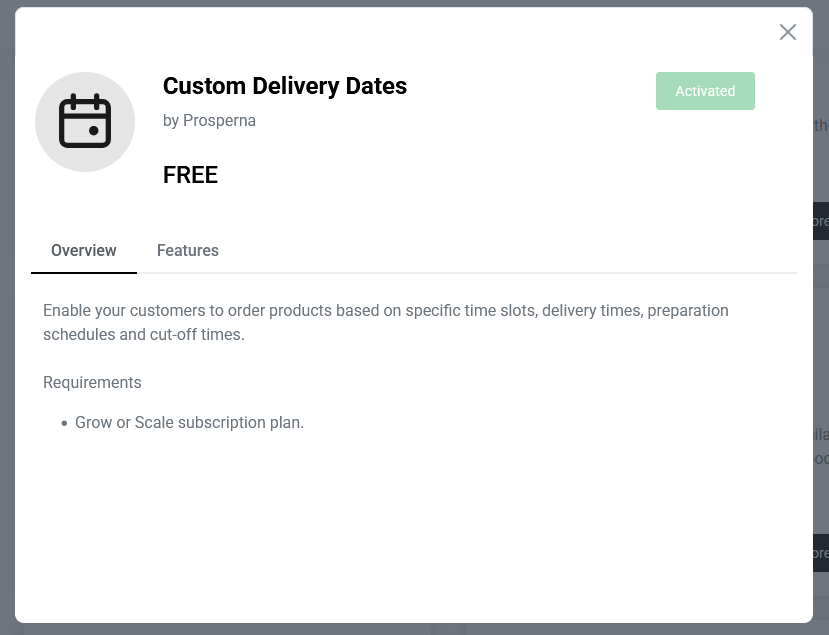 Custom Delivery Dates
Activated
by Prosperna
FREE
Overview
Features
Enable your customers to order products based on specific time slots, delivery times, preparation
schedules and cut-off times.
Requirements
• Grow or Scale subscription plan.